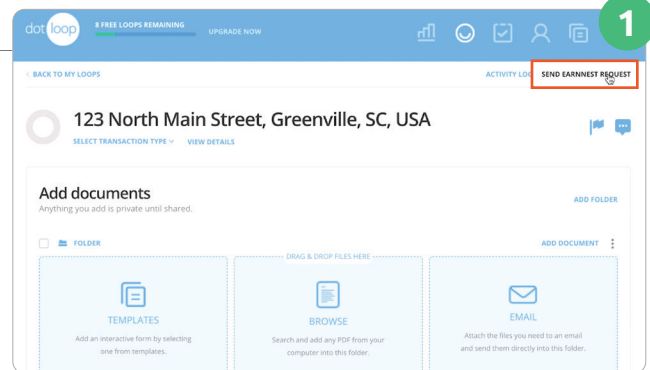 dot loop
8 FREE LOOPS REMAINING
UPGRADE NOW
1
< BACK TO MY LOOPS
ACTIVITY LO
SEND EARNNEST REQUEST
123 North Main Street, Greenville, SC, USA
SELECT TRANSACTION TYPE
VIEW DETAILS
Add documents
Anything you add is private until shared.
ADD FOLDER
FOLDER
ADD DOCUMENT
DRAG & DROP FILES HERE
TEMPLATES
Add an interactive form by selecting
one from templates.
BROWSE
Search and add any PDF from your
computer into this folder.
EMAIL
Attach the files you need to an email
and send them directly into this folder.